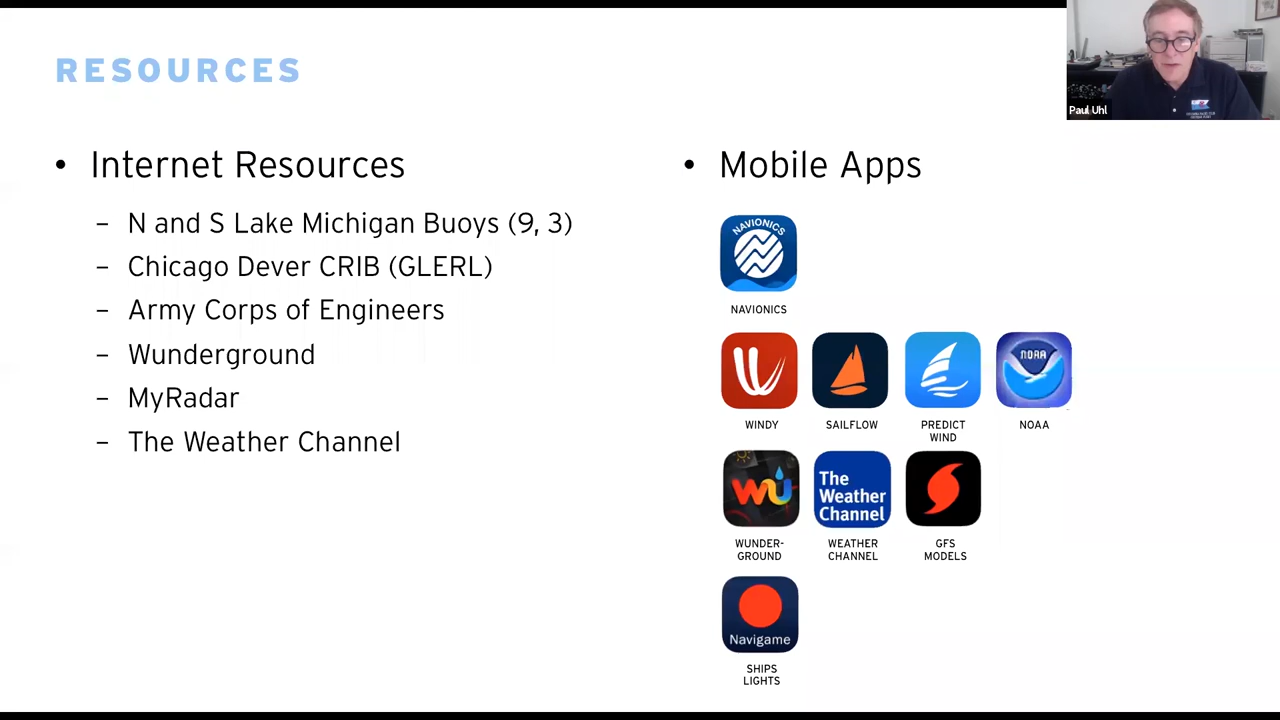 RESOURCES
Paul Uhl
• Internet Resources
– N and S Lake Michigan Buoys (9, 3)
– Chicago Dever CRIB (GLERL)
– Army Corps of Engineers
– Wunderground
– MyRadar
– The Weather Channel
• Mobile Apps
NAVIONICS
NAVIONICS
WINDY
SAILFLOW
PREDICT
WIND
NOAA
NOAA
WU
WUNDER-
GROUND
The
Weather
Channel
WEATHER
CHANNEL
GFS
MODELS
Navigame
SHIPS
LIGHTS